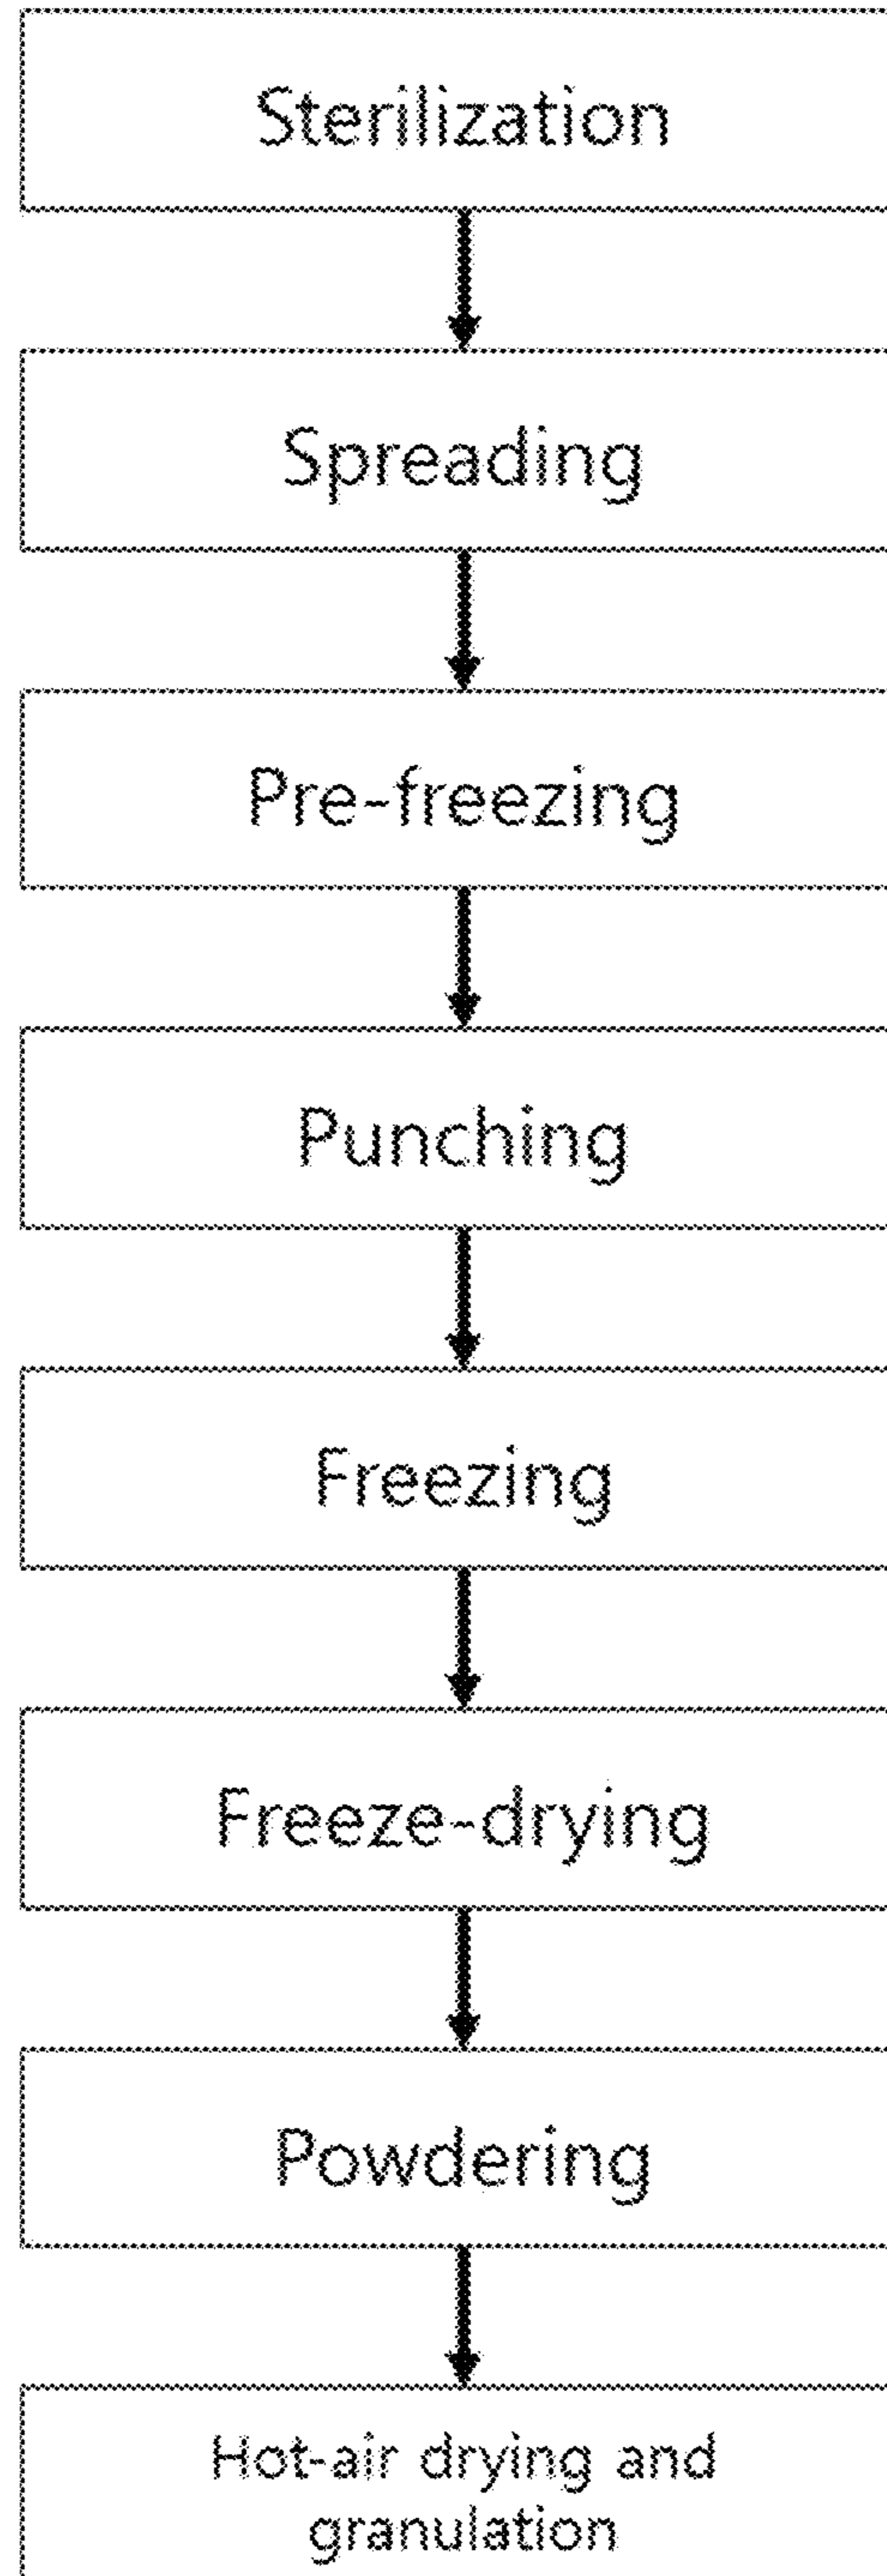 Sterilization
Spreading
Pre-freezing
Punching
Freezing
Freeze-drying
Powdering
Hot-air drying and
granulation